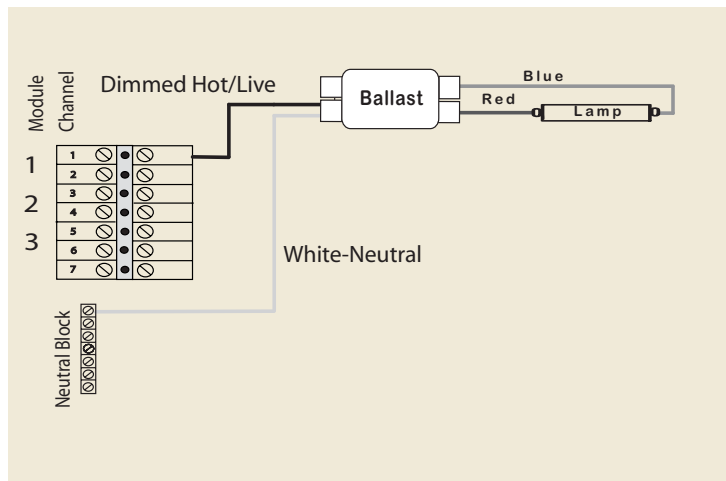 Module
Channel
Dimmed Hot/Live
Ballast
Blue
Red
Lamp
1
2
3
1
2
3
4
5
6
7
White-Neutral
Neutral Block